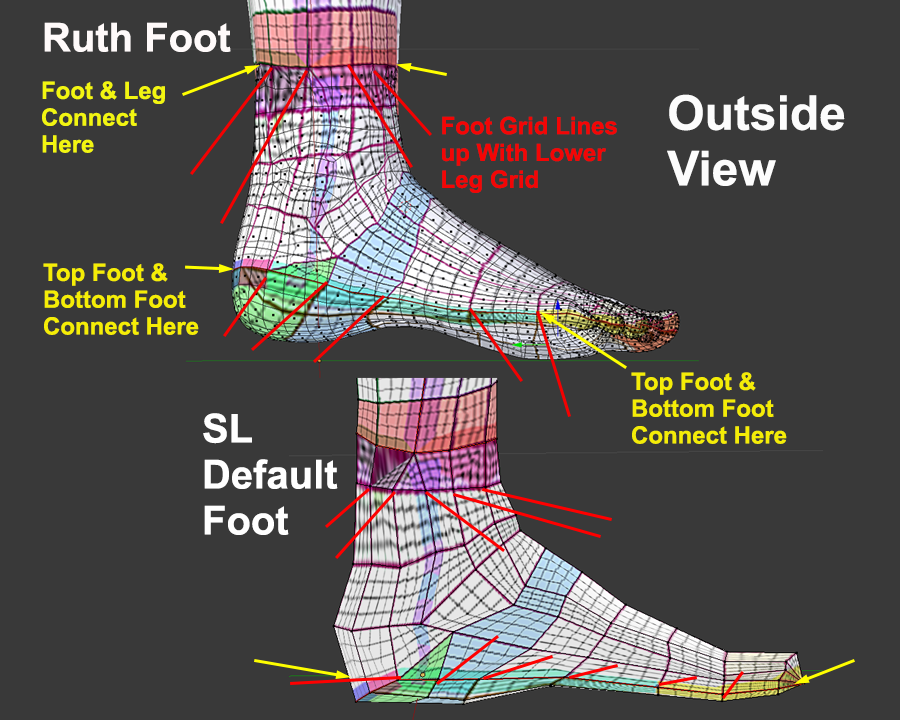 Ruth Foot
Foot & Leg
Connect
Here
Foot Grid Lines
up With Lower
Leg Grid
Outside
View
Top Foot &
Bottom Foot
Connect Here
Top Foot &
Bottom Foot
Connect Here
SL
Default
Foot